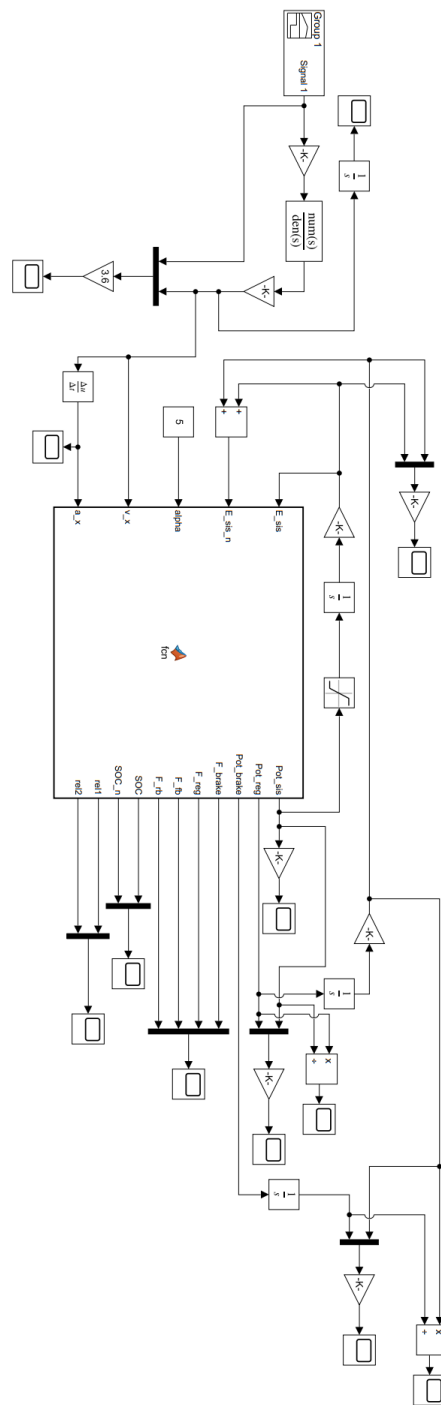 Group 1
Signal 1
-K-
num(s)
den(s)
-K-
1
s
3.6
Δu
Δt
5
+
+
-K-
-K-
1
s
a_x
v_x
alpha
E_sis_n
E_sis
fcn
Pot_sis
Pot_reg
Pot_brake
F_brake
F_reg
F_fb
F_rb
SOC
SOC_n
rel1
rel2
-K-
-K-
1
s
x
÷
-K-
1
s
-K-
x
÷